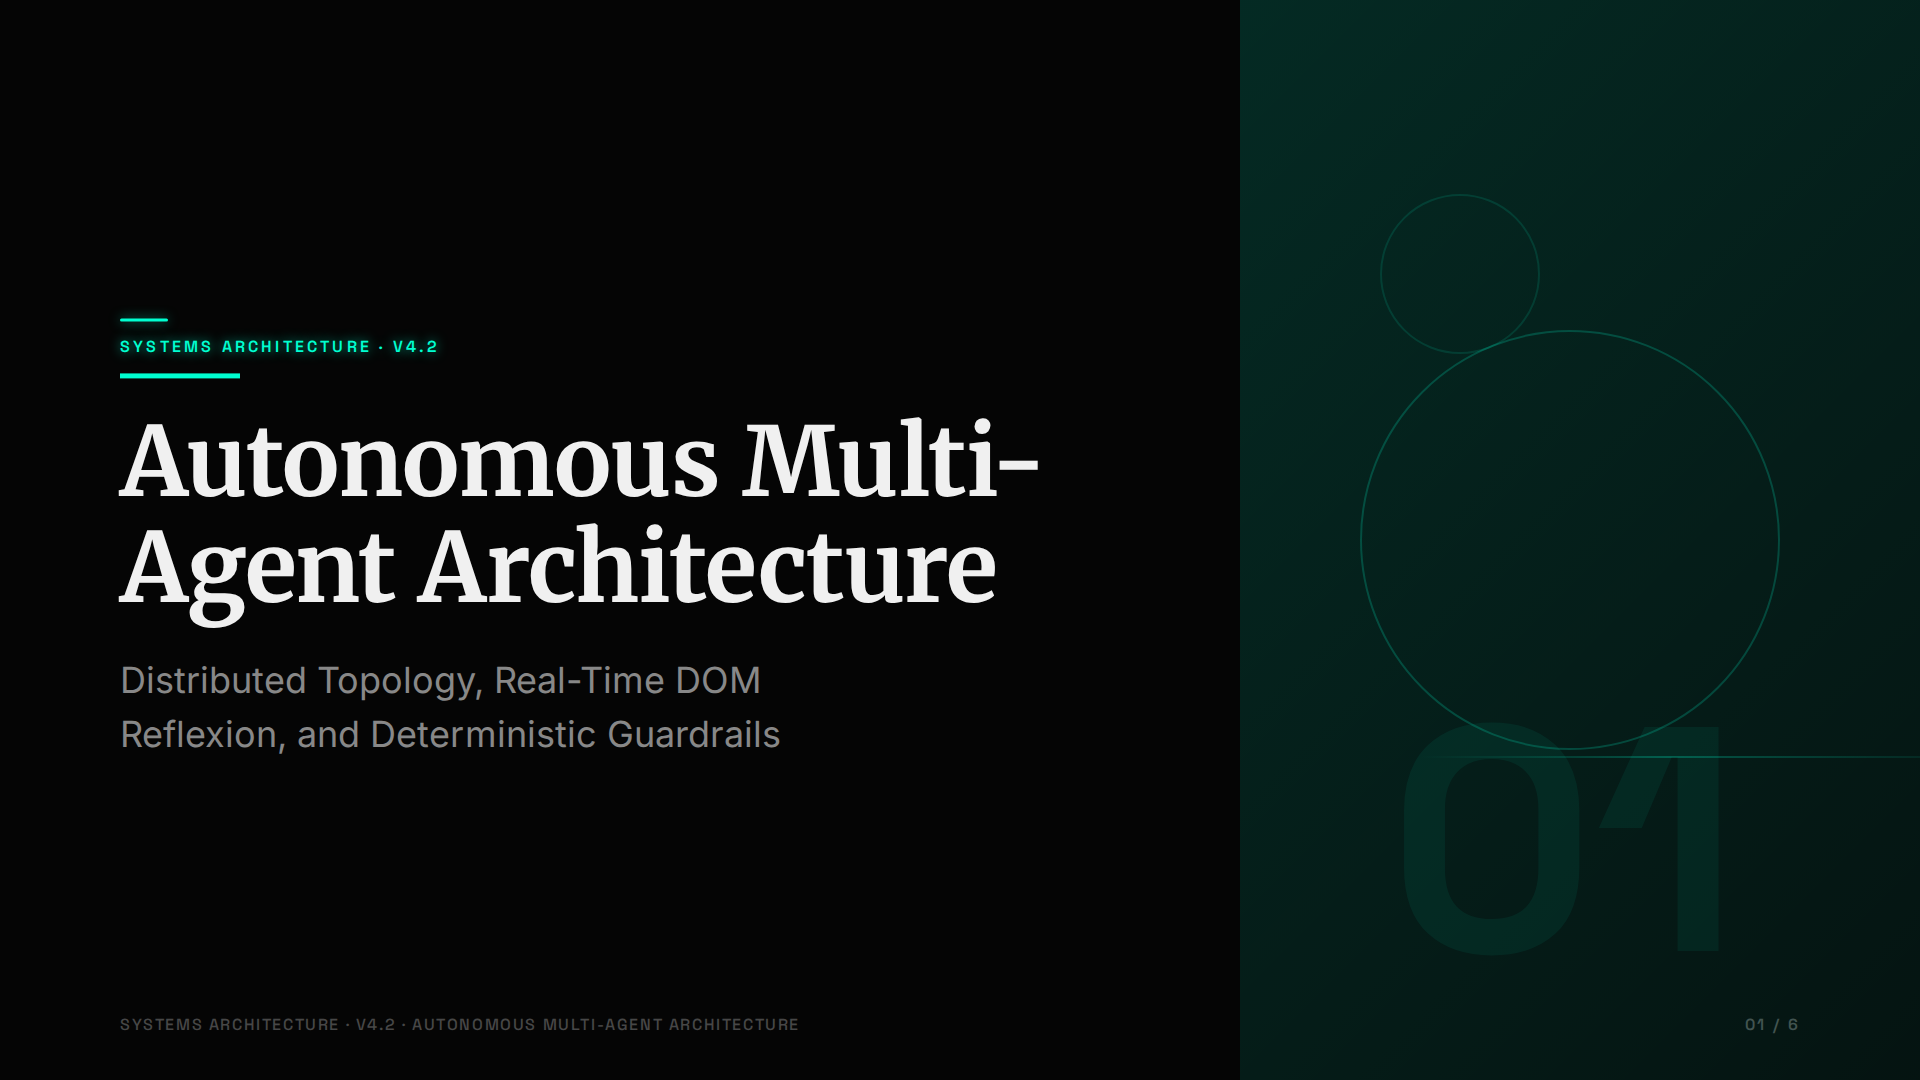 SYSTEMS ARCHITECTURE · V4.2
Autonomous Multi-
Agent Architecture
Distributed Topology, Real-Time DOM
Reflexion, and Deterministic Guardrails
01
SYSTEMS ARCHITECTURE · V4.2 · AUTONOMOUS MULTI-AGENT ARCHITECTURE
01 / 6